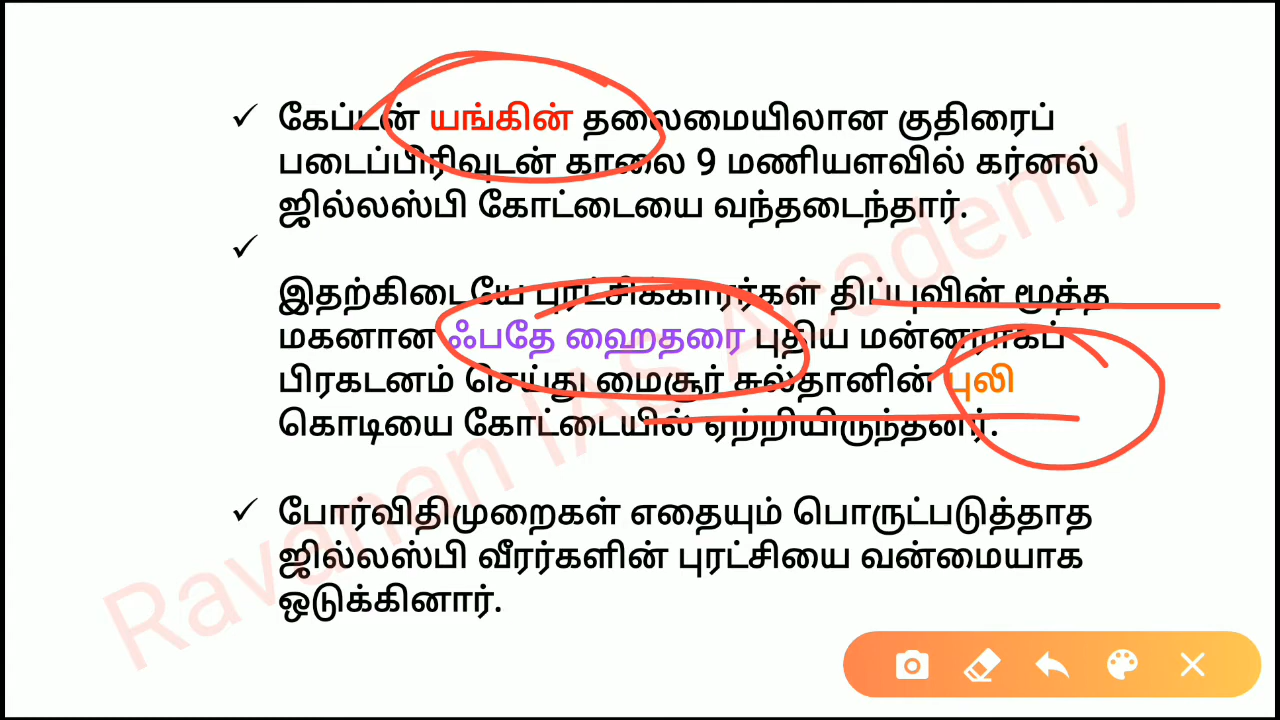 ✓ கேப்டன் யங்கின் தலைமையிலான குதிரைப்
படைப்பிரிவுடன் காலை 9 மணியளவில் கர்னல்
ஜில்லஸ்பி கோட்டையை வந்தடைந்தார்.
✓
இதற்கிடையே புரட்சிக்காரர்கள் திப்புவின் மூத்த
மகனான ஃபதே ஹைதரை புதிய மன்னராகப்
பிரகடனம் செய்து மைசூர் சுல்தானின் புலி
கொடியை கோட்டையில் ஏற்றியிருந்தனர்.
✓ போர்விதிமுறைகள் எதையும் பொருட்படுத்தாத
ஜில்லஸ்பி வீரர்களின் புரட்சியை வன்மையாக
ஒடுக்கினார்.
Ravanan IAS Academy